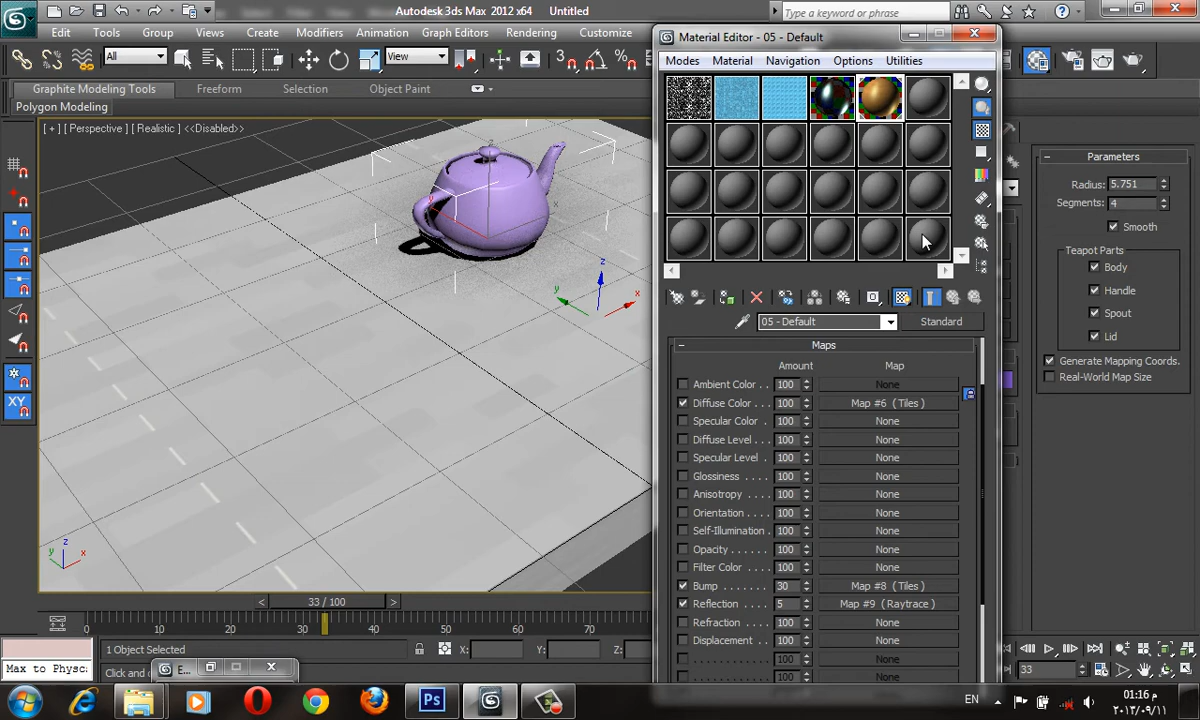 Autodesk 3ds Max 2012 x64 Untitled
Type a keyword or phrase
Edit Tools Group Views Create Modifiers Animation Graph Editors Rendering Customize
All
View
Graphite Modeling Tools Freeform Selection Object Paint
Polygon Modeling
[ + ] [ Perspective ] [ Realistic ] <<Disabled>>
Material Editor - 05 - Default
Modes Material Navigation Options Utilities
05 - Default Standard
Maps
Amount Map
Ambient Color . . 100 None
Diffuse Color . . . 100 Map #6 (Tiles)
Specular Color . 100 None
Diffuse Level . . . 100 None
Specular Level . 100 None
Glossiness . . . . 100 None
Anisotropy . . . . 100 None
Orientation . . . . 100 None
Self-Illumination . 100 None
Opacity . . . . . . 100 None
Filter Color . . . . 100 None
Bump . . . . . . . 30 Map #8 (Tiles)
Reflection . . . . 5 Map #9 (Raytrace)
Refraction . . . . 100 None
Displacement . . 100 None
. . . . . . . . . . . . 100 None
. . . . . . . . . . . . 100 None
Parameters
Radius: 5.751
Segments: 4
Smooth
Teapot Parts
Body
Handle
Spout
Lid
Generate Mapping Coords.
Real-World Map Size
x y z
x y z
x y z
XY
33 / 100
0 10 20 30 40 50 60 70
1 Object Selected X: Y: Z:
Max to Physc
Click and
E...
33
Ps
EN
01:16 م
٢٠١٣/٠٩/١١